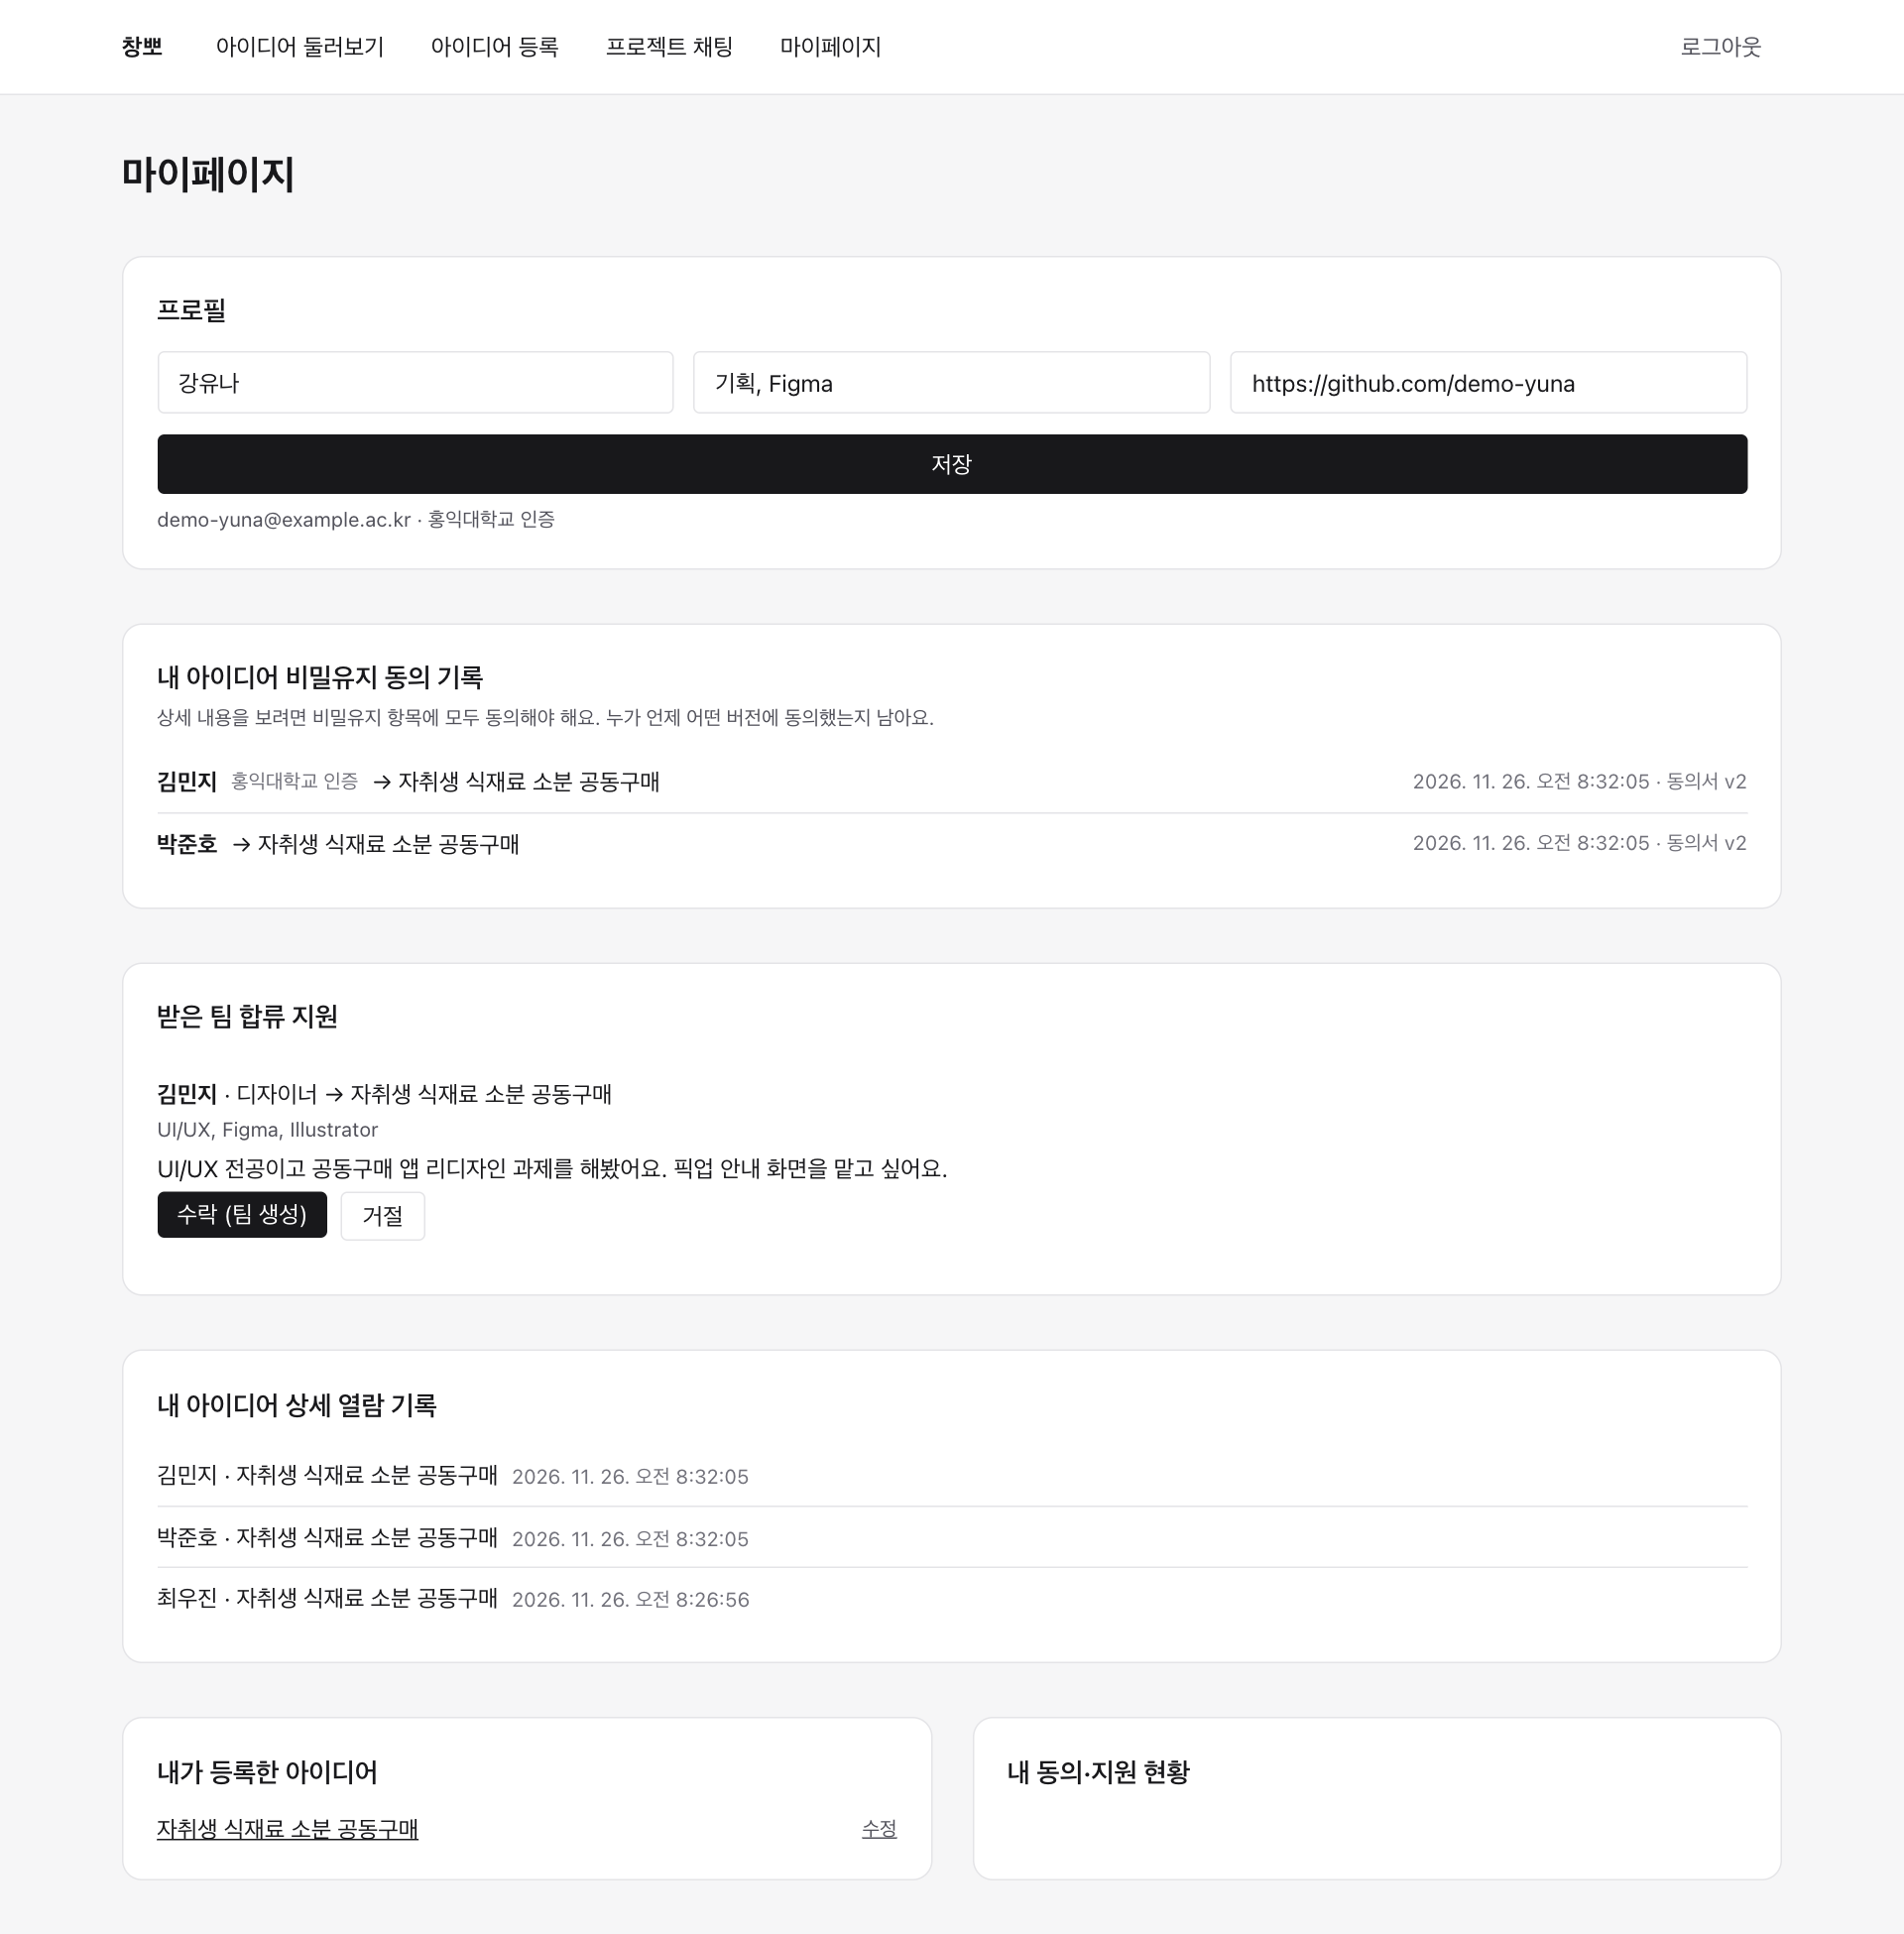 창뽀 아이디어 둘러보기 아이디어 등록 프로젝트 채팅 마이페이지 로그아웃
마이페이지
프로필
강유나 기획, Figma https://github.com/demo-yuna
저장
demo-yuna@example.ac.kr · 홍익대학교 인증
내 아이디어 비밀유지 동의 기록
상세 내용을 보려면 비밀유지 항목에 모두 동의해야 해요. 누가 언제 어떤 버전에 동의했는지 남아요.
김민지 홍익대학교 인증 → 자취생 식재료 소분 공동구매 2026. 11. 26. 오전 8:32:05 · 동의서 v2
박준호 → 자취생 식재료 소분 공동구매 2026. 11. 26. 오전 8:32:05 · 동의서 v2
받은 팀 합류 지원
김민지 · 디자이너 → 자취생 식재료 소분 공동구매
UI/UX, Figma, Illustrator
UI/UX 전공이고 공동구매 앱 리디자인 과제를 해봤어요. 픽업 안내 화면을 맡고 싶어요.
수락 (팀 생성) 거절
내 아이디어 상세 열람 기록
김민지 · 자취생 식재료 소분 공동구매 2026. 11. 26. 오전 8:32:05
박준호 · 자취생 식재료 소분 공동구매 2026. 11. 26. 오전 8:32:05
최우진 · 자취생 식재료 소분 공동구매 2026. 11. 26. 오전 8:26:56
내가 등록한 아이디어
자취생 식재료 소분 공동구매 수정
내 동의·지원 현황